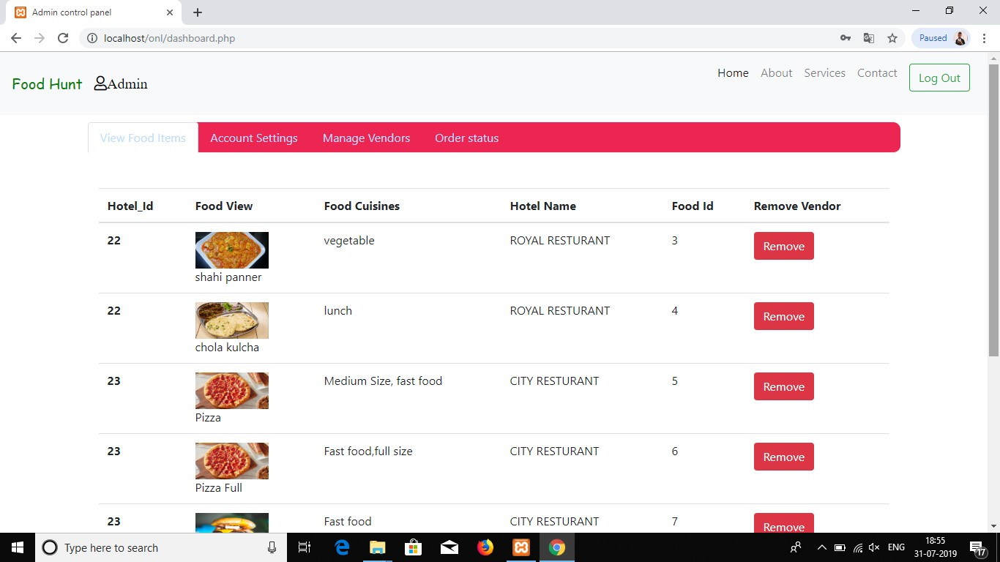 Admin control panel
localhost/onl/dashboard.php
Paused
Food Hunt Admin
Home About Services Contact Log Out
View Food Items Account Settings Manage Vendors Order status
Hotel_Id Food View Food Cuisines Hotel Name Food Id Remove Vendor
22 vegetable ROYAL RESTURANT 3 Remove
shahi panner
22 lunch ROYAL RESTURANT 4 Remove
chola kulcha
23 Medium Size, fast food CITY RESTURANT 5 Remove
Pizza
23 Fast food,full size CITY RESTURANT 6 Remove
Pizza Full
23 Fast food CITY RESTURANT 7 Remove
Type here to search
ENG
18:55
31-07-2019
17